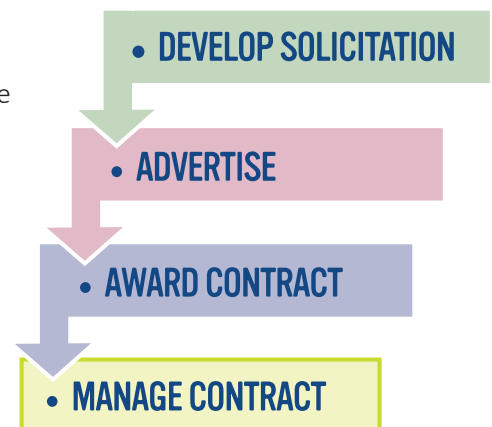 • DEVELOP SOLICITATION
e
• ADVERTISE
• AWARD CONTRACT
• MANAGE CONTRACT